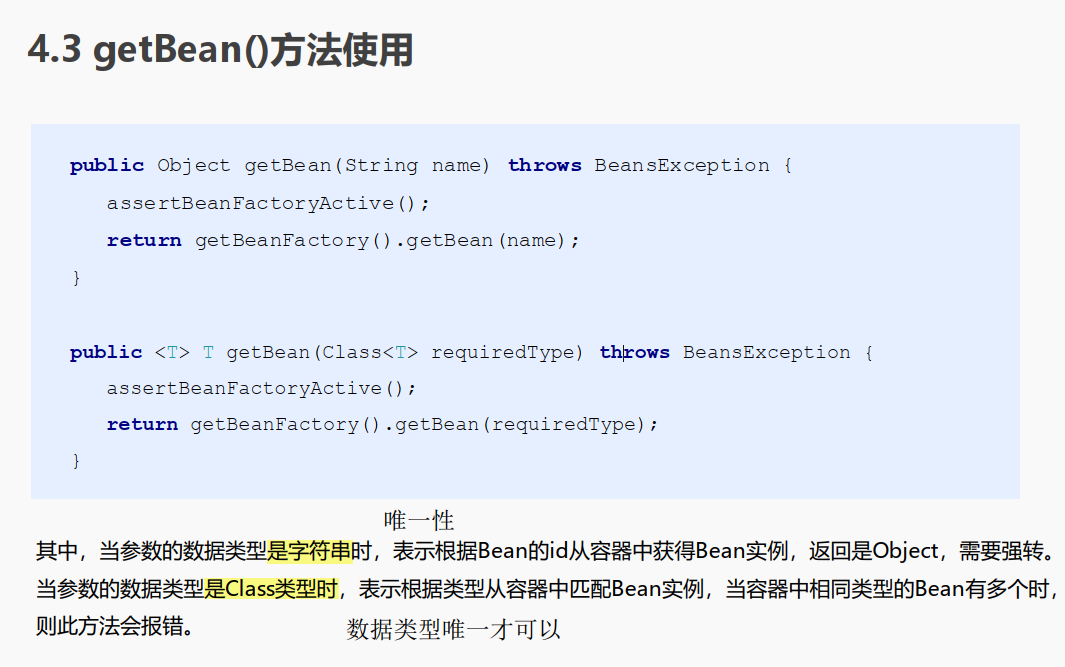 4.3 getBean()方法使用
public Object getBean(String name) throws BeansException {
assertBeanFactoryActive();
return getBeanFactory().getBean(name);
}
public <T> T getBean(Class<T> requiredType) throws BeansException {
assertBeanFactoryActive();
return getBeanFactory().getBean(requiredType);
}
唯一性
其中，当参数的数据类型是字符串时，表示根据Bean的id从容器中获得Bean实例，返回是Object，需要强转。
当参数的数据类型是Class类型时，表示根据类型从容器中匹配Bean实例，当容器中相同类型的Bean有多个时，
则此方法会报错。
数据类型唯一才可以